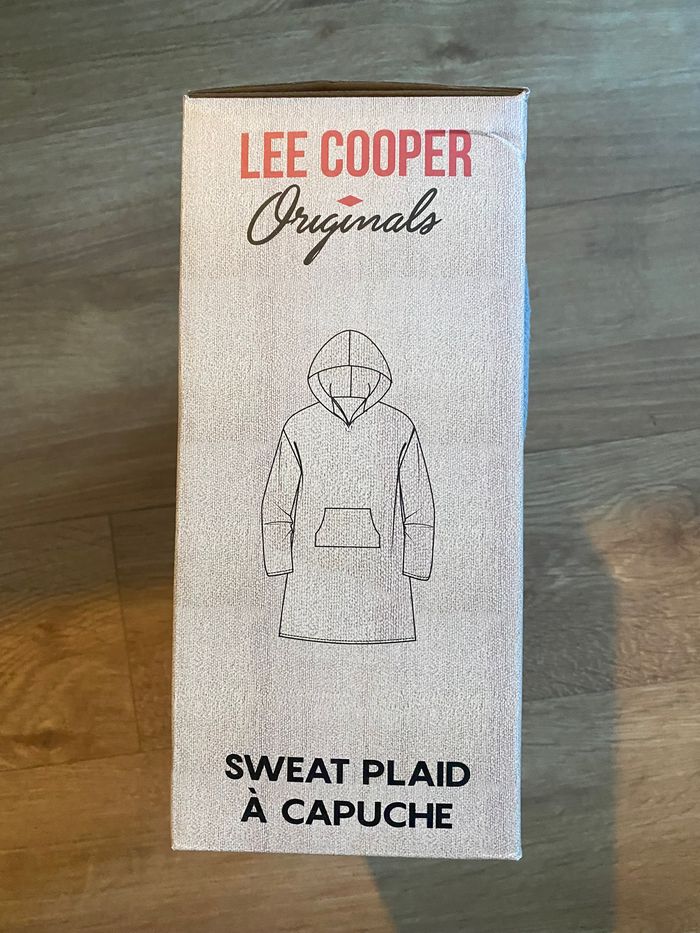 LEE COOPER
Originals
SWEAT PLAID
À CAPUCHE